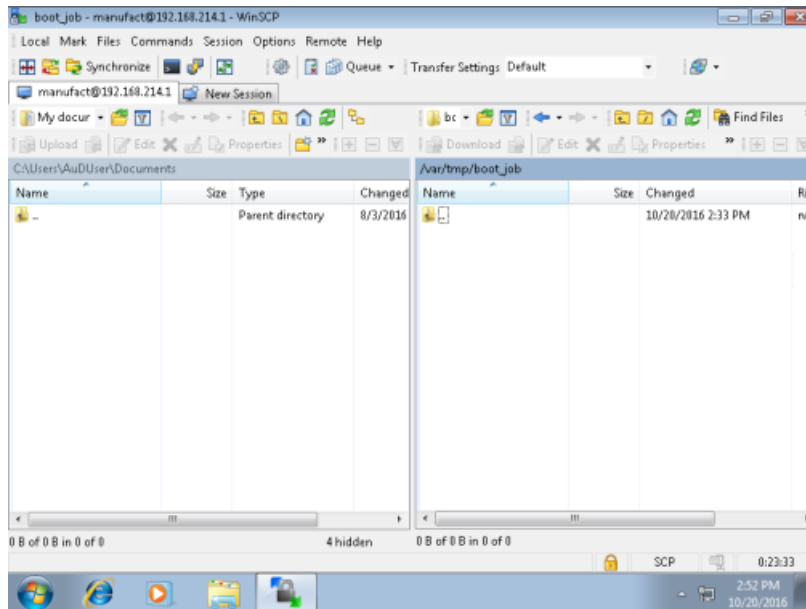 boot_job - manufact@192.168.214.1 - WinSCP
Local Mark Files Commands Session Options Remote Help
Synchronize Queue Transfer Settings Default
manufact@192.168.214.1 New Session
My docur bc Find Files
Upload Edit Properties » Download Edit Properties »
C:\Users\AuDUser\Documents /var/tmp/boot_job
Name Size Type Changed Name Size Changed
.. Parent directory 8/3/2016 .. 10/20/2016 2:33 PM
0 B of 0 B in 0 of 0 4 hidden 0 B of 0 B in 0 of 0
SCP 0:23:33
2:52 PM
10/20/2016